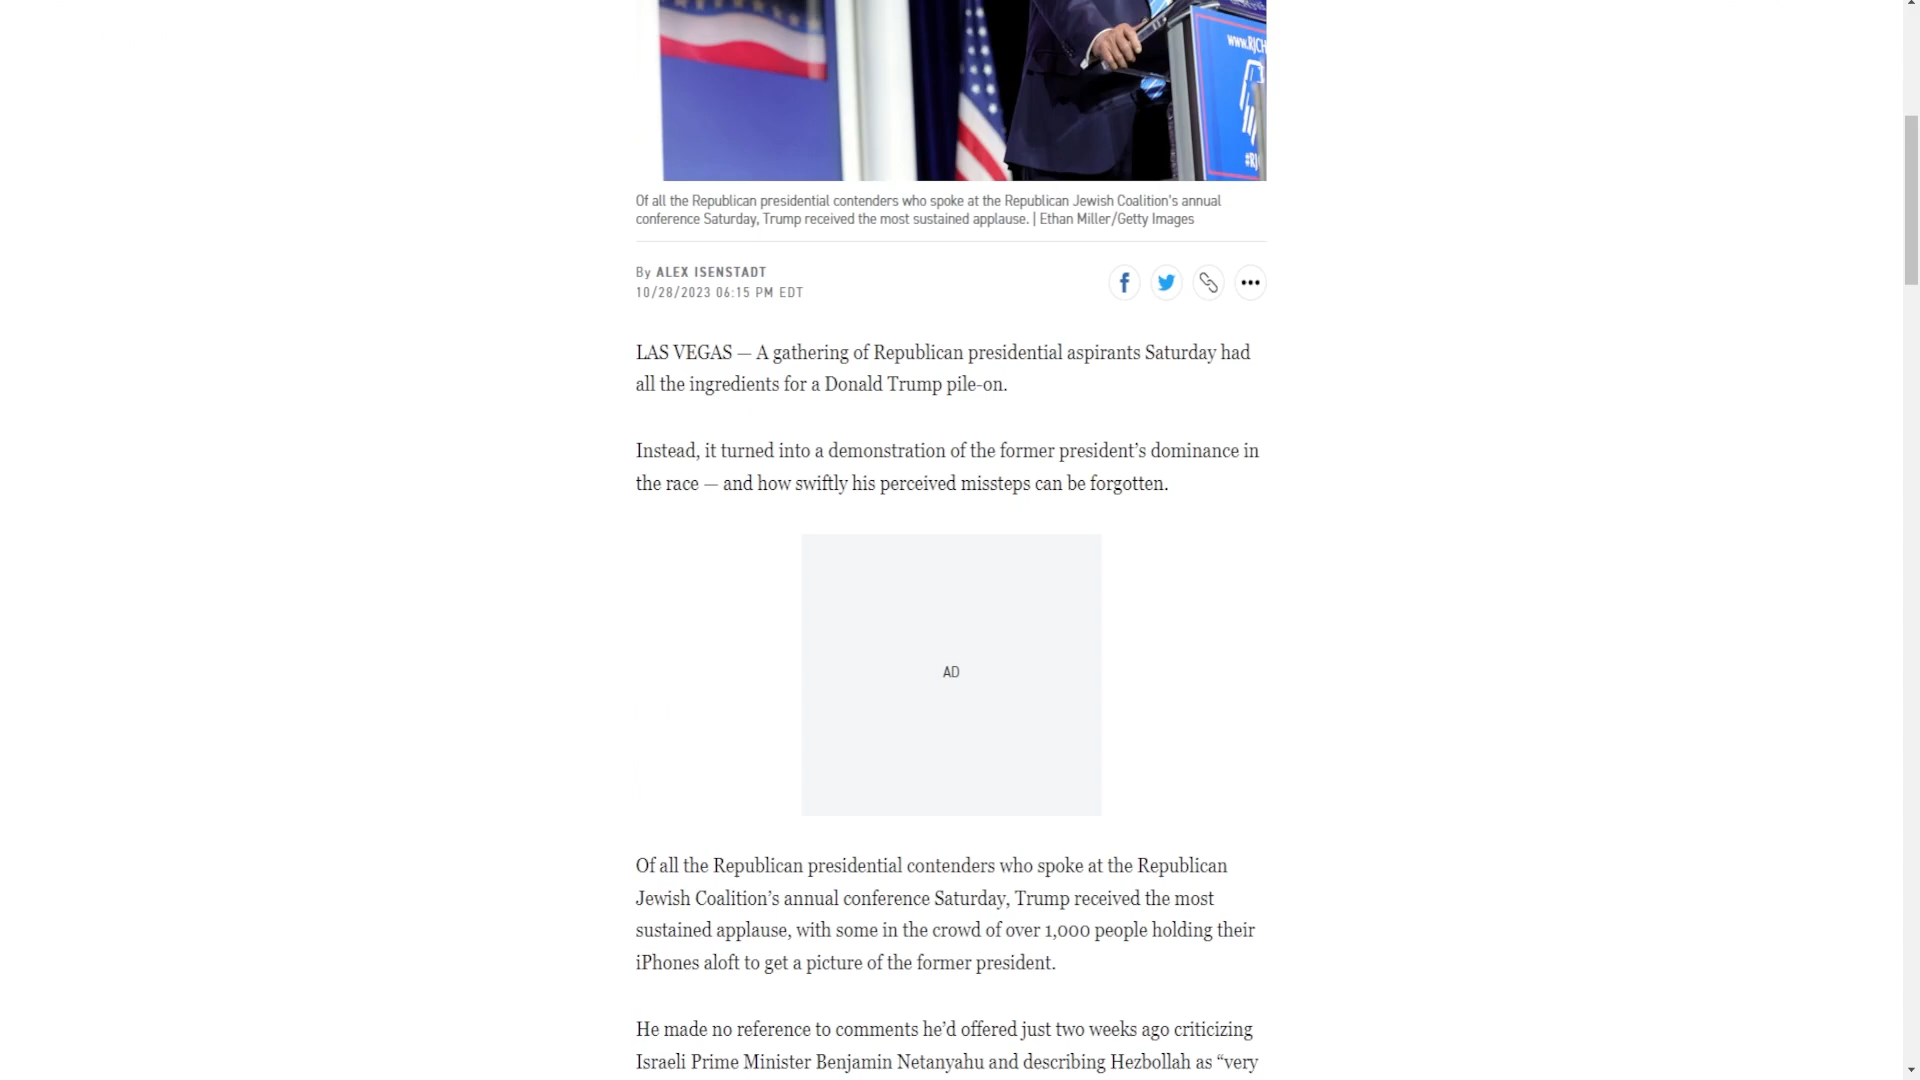 www.RJCH
#RJ
Of all the Republican presidential contenders who spoke at the Republican Jewish Coalition's annual
conference Saturday, Trump received the most sustained applause. | Ethan Miller/Getty Images
By ALEX ISENSTADT
10/28/2023 06:15 PM EDT
LAS VEGAS — A gathering of Republican presidential aspirants Saturday had
all the ingredients for a Donald Trump pile-on.
Instead, it turned into a demonstration of the former president’s dominance in
the race — and how swiftly his perceived missteps can be forgotten.
AD
Of all the Republican presidential contenders who spoke at the Republican
Jewish Coalition’s annual conference Saturday, Trump received the most
sustained applause, with some in the crowd of over 1,000 people holding their
iPhones aloft to get a picture of the former president.
He made no reference to comments he’d offered just two weeks ago criticizing
Israeli Prime Minister Benjamin Netanyahu and describing Hezbollah as “very